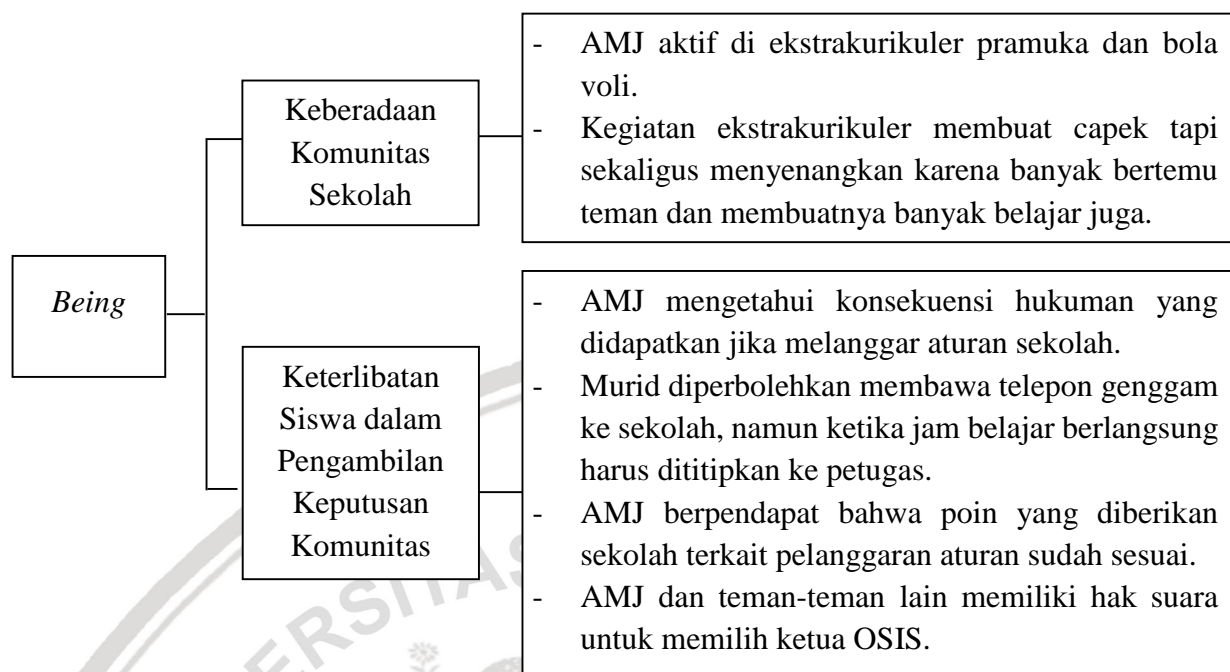 Being
Keberadaan
Komunitas
Sekolah
- AMJ aktif di ekstrakurikuler pramuka dan bola
voli.
- Kegiatan ekstrakurikuler membuat capek tapi
sekaligus menyenangkan karena banyak bertemu
teman dan membuatnya banyak belajar juga.
Keterlibatan
Siswa dalam
Pengambilan
Keputusan
Komunitas
- AMJ mengetahui konsekuensi hukuman yang
didapatkan jika melanggar aturan sekolah.
- Murid diperbolehkan membawa telepon genggam
ke sekolah, namun ketika jam belajar berlangsung
harus dititipkan ke petugas.
- AMJ berpendapat bahwa poin yang diberikan
sekolah terkait pelanggaran aturan sudah sesuai.
- AMJ dan teman-teman lain memiliki hak suara
untuk memilih ketua OSIS.